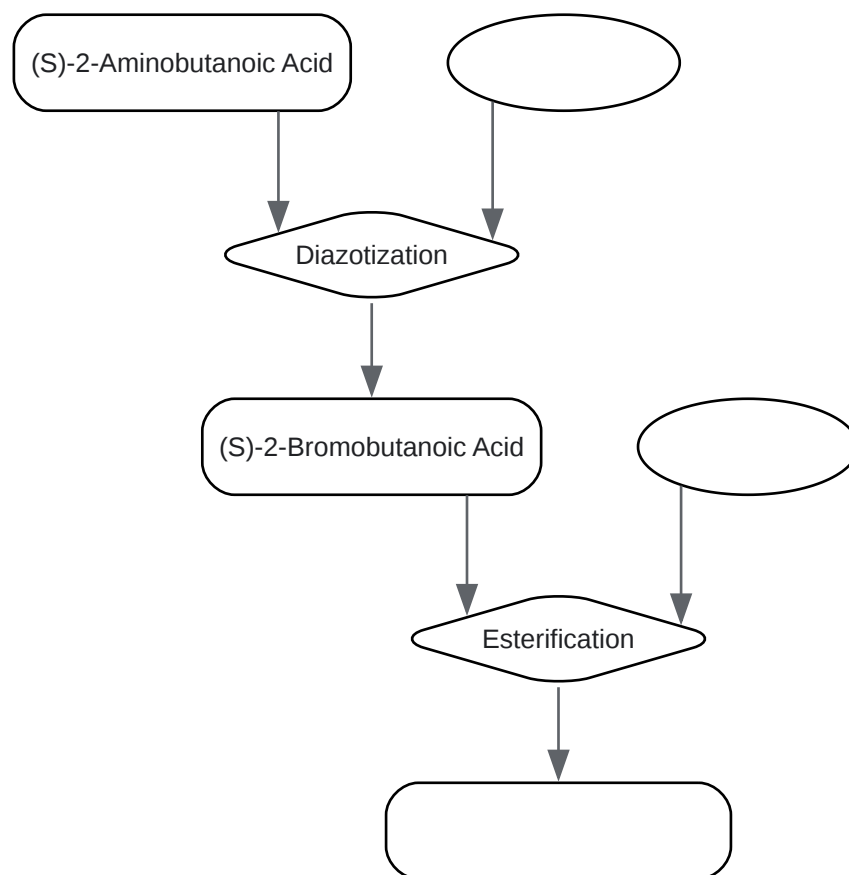 (S)-2-Aminobutanoic Acid
Diazotization
(S)-2-Bromobutanoic Acid
Esterification